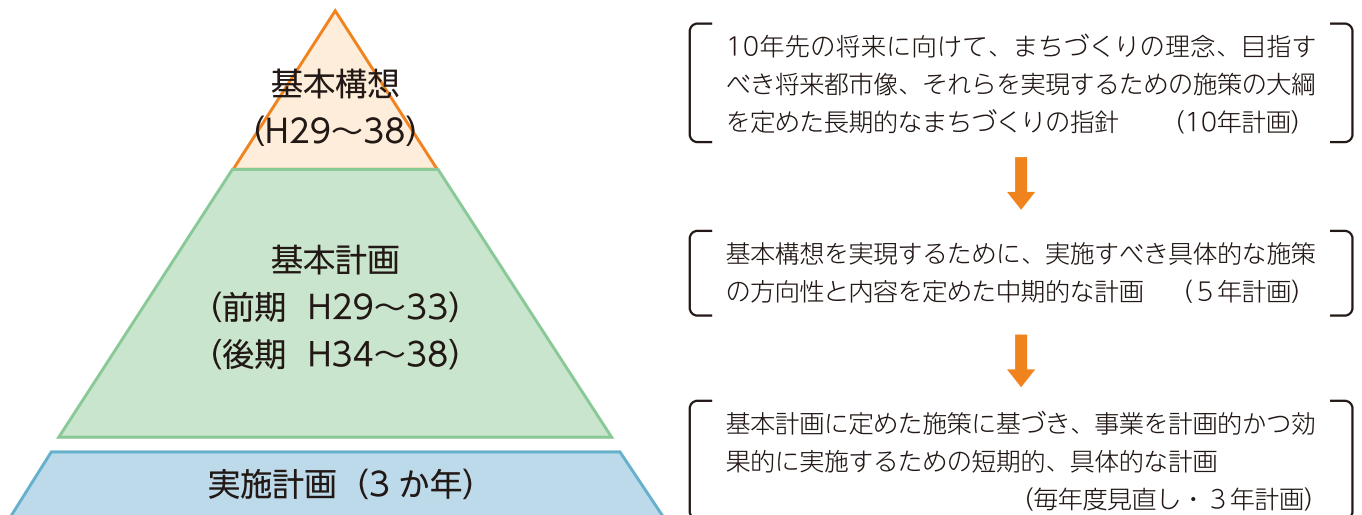 基本構想
(H29～38)
10年先の将来に向けて、まちづくりの理念、目指す
べき将来都市像、それらを実現するための施策の大綱
を定めた長期的なまちづくりの指針　（10年計画）
基本計画
（前期 H29～33）
（後期 H34～38）
基本構想を実現するために、実施すべき具体的な施策
の方向性と内容を定めた中期的な計画　（５年計画）
実施計画（3 か年）
基本計画に定めた施策に基づき、事業を計画的かつ効
果的に実施するための短期的、具体的な計画
（毎年度見直し・３年計画）